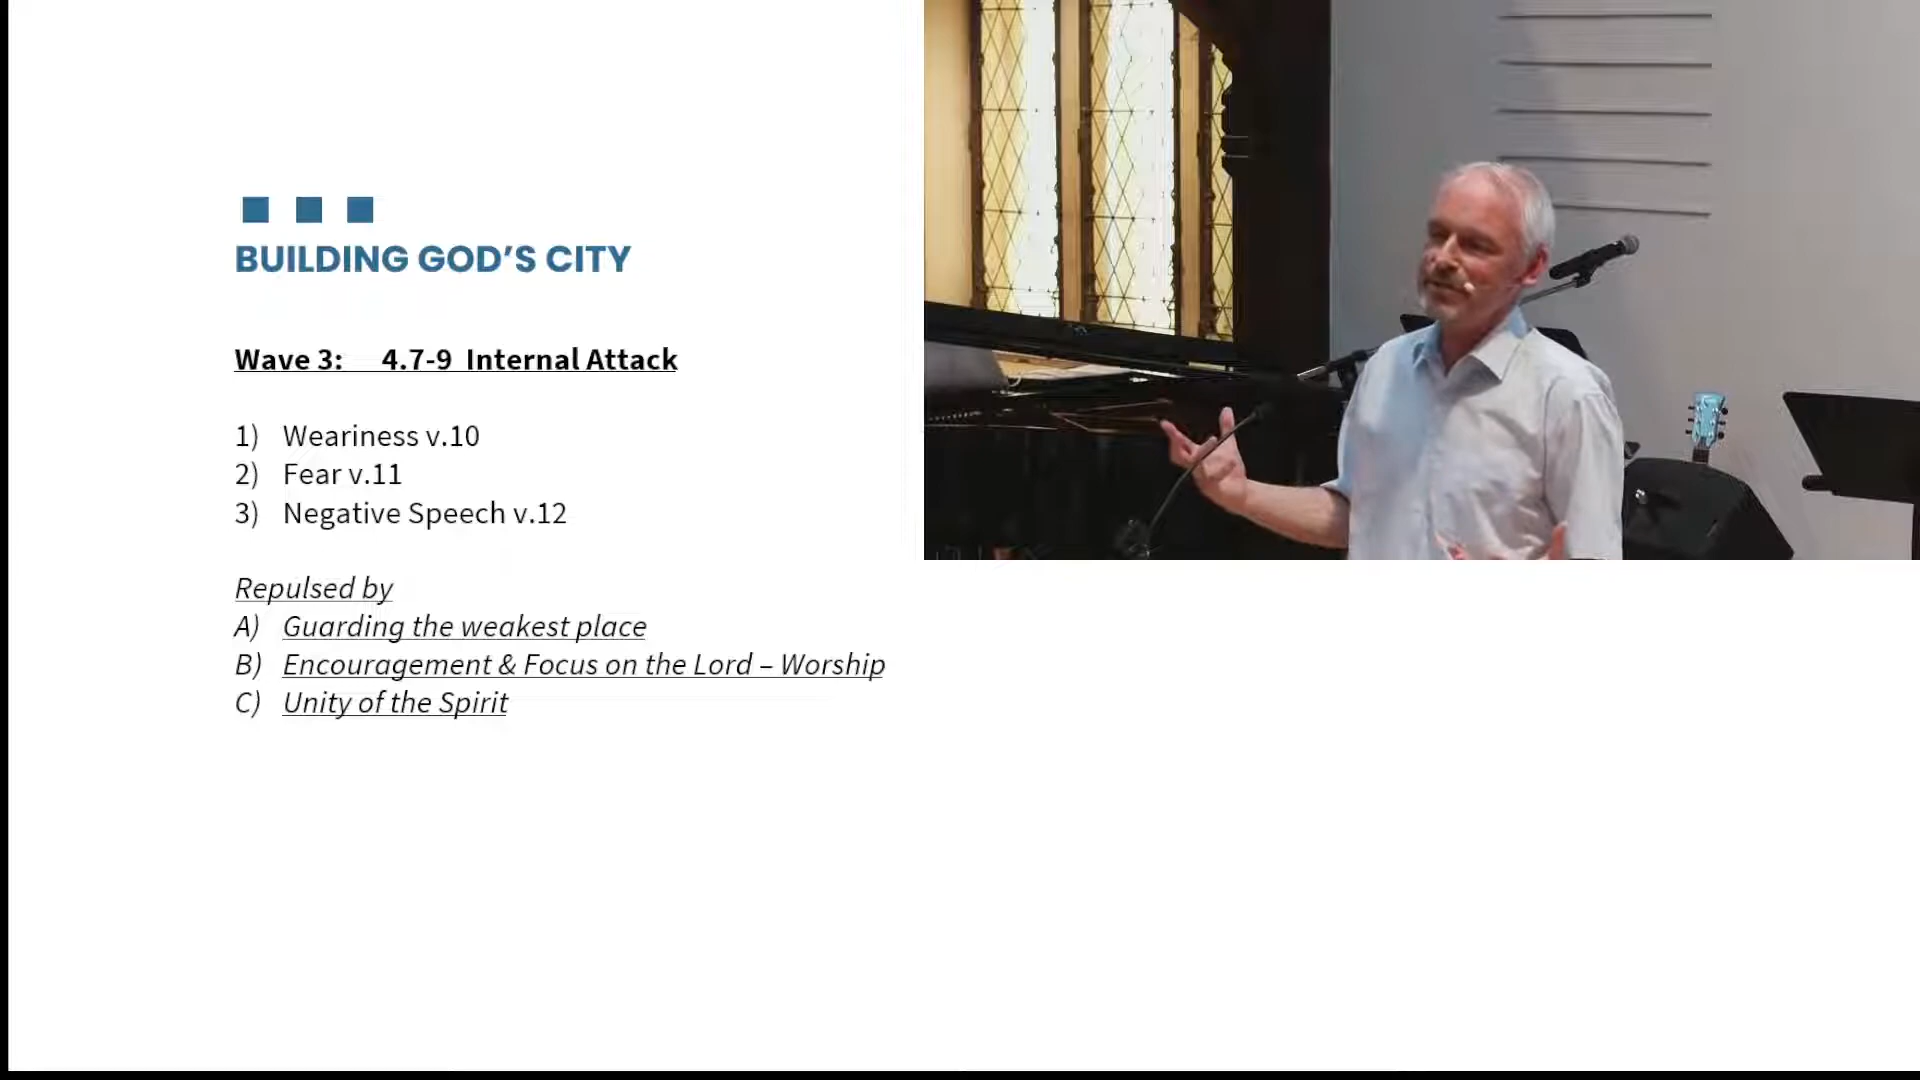 BUILDING GOD’S CITY
Wave 3: 4.7-9 Internal Attack
1) Weariness v.10
2) Fear v.11
3) Negative Speech v.12
Repulsed by
A) Guarding the weakest place
B) Encouragement & Focus on the Lord – Worship
C) Unity of the Spirit